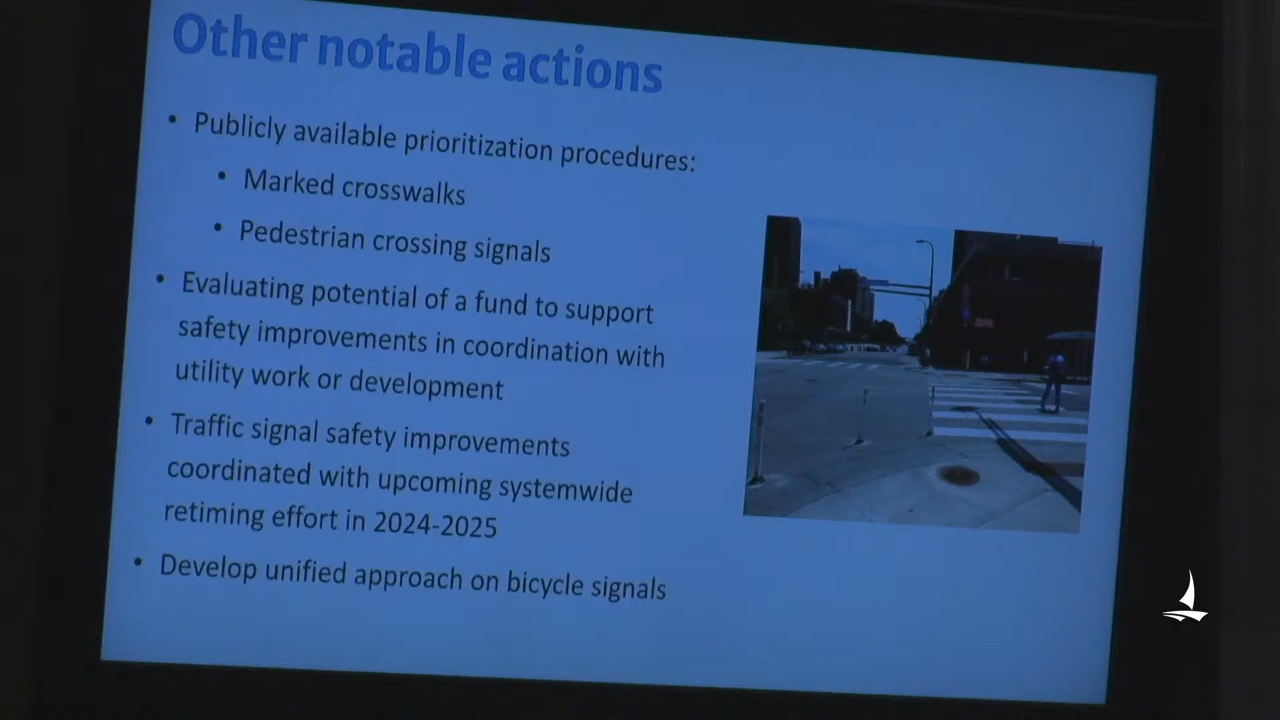 Other notable actions
• Publicly available prioritization procedures:
• Marked crosswalks
• Pedestrian crossing signals
• Evaluating potential of a fund to support
safety improvements in coordination with
utility work or development
• Traffic signal safety improvements
coordinated with upcoming systemwide
retiming effort in 2024-2025
• Develop unified approach on bicycle signals